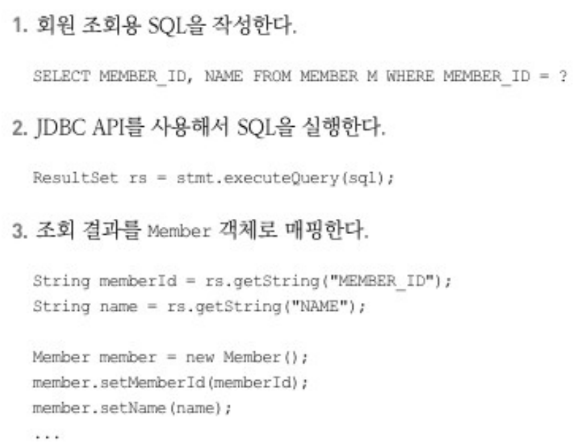 1. 회원 조회용 SQL을 작성한다.
SELECT MEMBER_ID, NAME FROM MEMBER M WHERE MEMBER_ID = ?
2. JDBC API를 사용해서 SQL을 실행한다.
ResultSet rs = stmt.executeQuery(sql);
3. 조회 결과를 Member 객체로 매핑한다.
String memberId = rs.getString("MEMBER_ID");
String name = rs.getString("NAME");
Member member = new Member();
member.setMemberId(memberId);
member.setName(name);
...